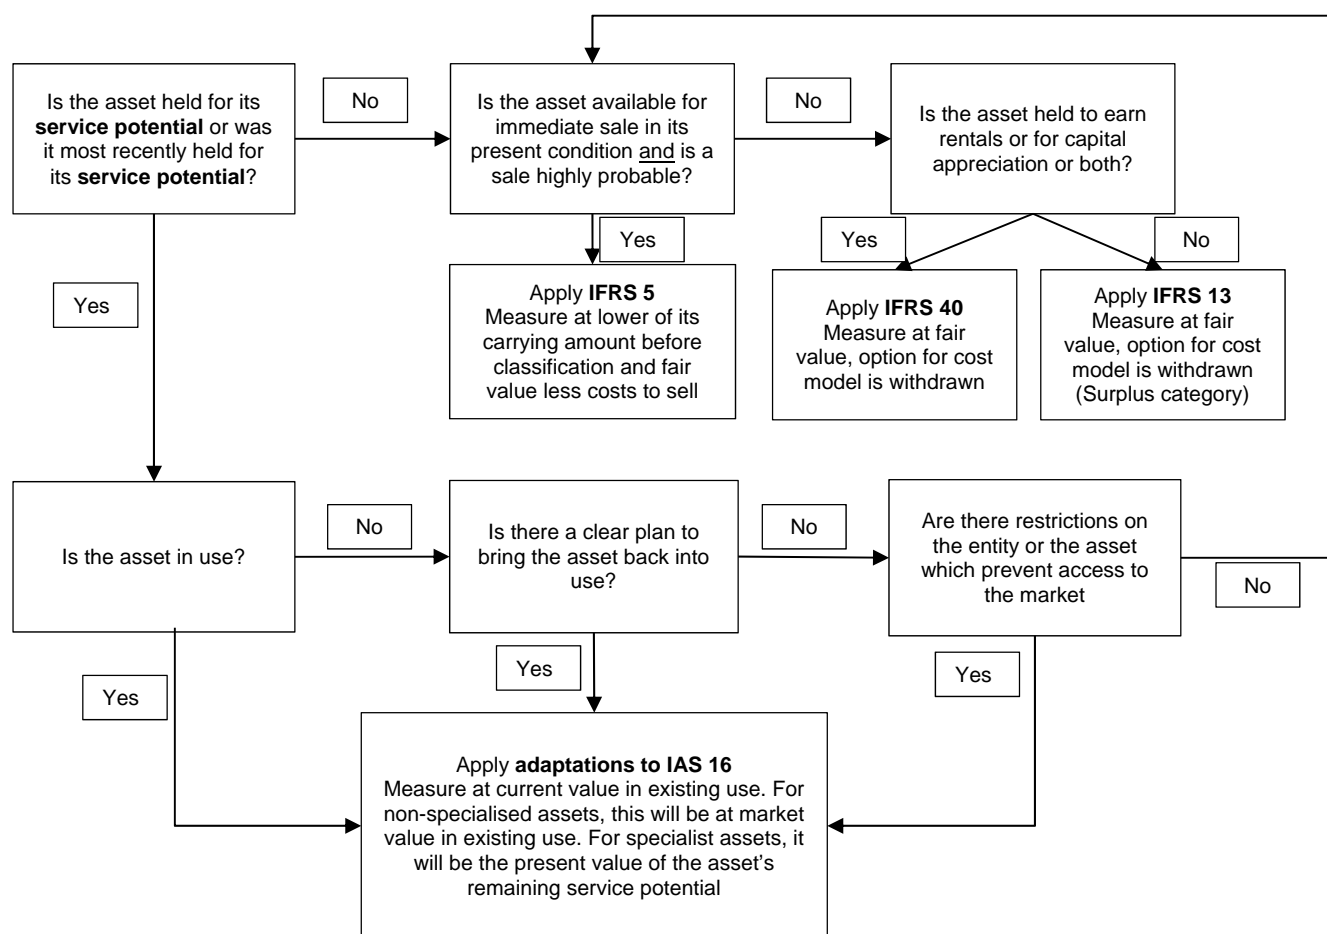 Is the asset held for its
service potential or was
it most recently held for
its service potential?
No
Is the asset available for
immediate sale in its
present condition and is a
sale highly probable?
No
Is the asset held to earn
rentals or for capital
appreciation or both?
Yes
Yes
No
Yes
Apply IFRS 5
Measure at lower of its
carrying amount before
classification and fair
value less costs to sell
Apply IFRS 40
Measure at fair
value, option for cost
model is withdrawn
Apply IFRS 13
Measure at fair
value, option for cost
model is withdrawn
(Surplus category)
Is the asset in use?
No
Is there a clear plan to
bring the asset back into
use?
No
Are there restrictions on
the entity or the asset
which prevent access to
the market
No
Yes
Yes
Yes
Apply adaptations to IAS 16
Measure at current value in existing use. For
non-specialised assets, this will be at market
value in existing use. For specialist assets, it
will be the present value of the asset’s
remaining service potential